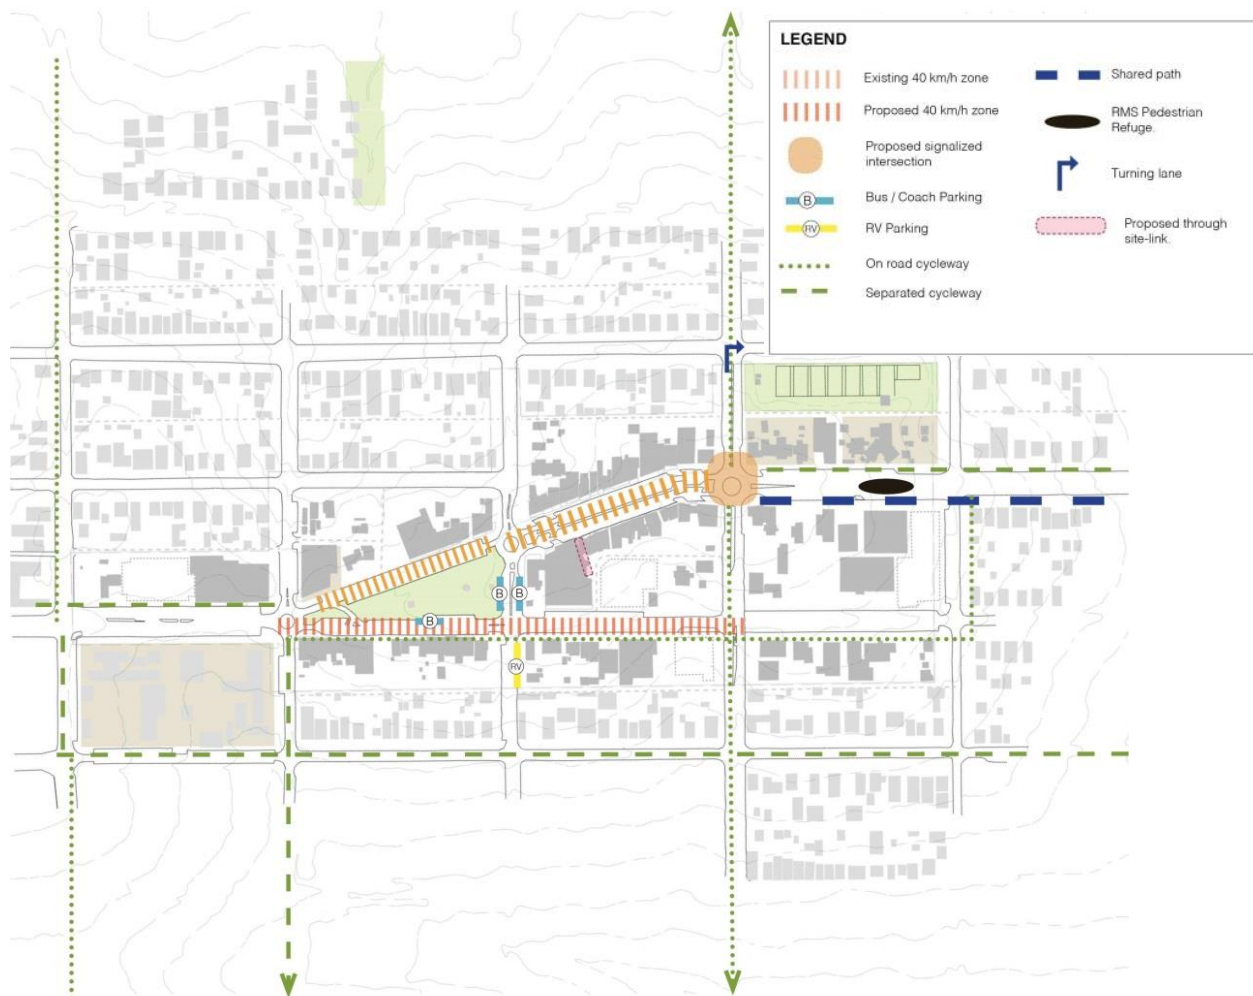 LEGEND
Existing 40 km/h zone
Proposed 40 km/h zone
Proposed signalized
intersection
B
Bus / Coach Parking
RV
RV Parking
On road cycleway
Separated cycleway
Shared path
RMS Pedestrian
Refuge.
Turning lane
Proposed through
site-link.
B
B
B
RV